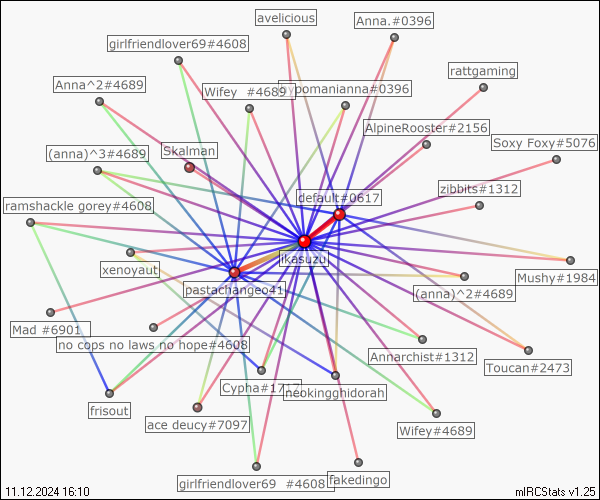 avelicious
Anna.#0396
girlfriendlover69#4608
rattgaming
Anna^2#4689
Wifey #4689
ypomanianna#0396
AlpineRooster#2156
Soxy Foxy#5076
(anna)^3#4689
Skalman
zibbits#1312
default#0617
ramshackle gorey#4608
ikasuzu
xenoyaut
pastachangeo41
(anna)^2#4689
Mushy#1984
Mad #6901
no cops no laws no hope#4608
Annarchist#1312
Toucan#2473
Cypha#171
neokingghidorah
frisout
ace deucy#7097
Wifey#4689
girlfriendlover69 #4608
fakedingo
11.12.2024 16:10
mIRCStats v1.25